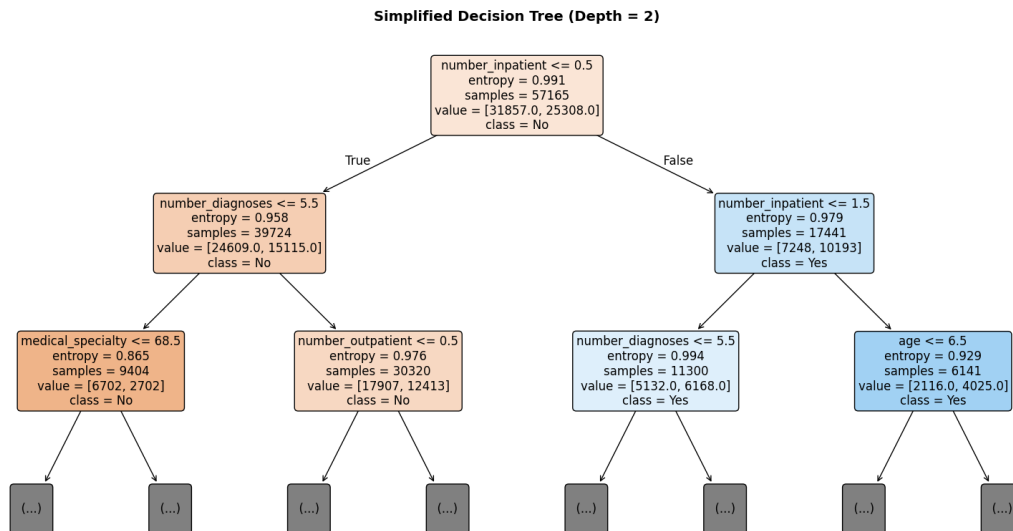 Simplified Decision Tree (Depth = 2)
number_inpatient <= 0.5
entropy = 0.991
samples = 57165
value = [31857.0, 25308.0]
class = No
True
False
number_diagnoses <= 5.5
entropy = 0.958
samples = 39724
value = [24609.0, 15115.0]
class = No
number_inpatient <= 1.5
entropy = 0.979
samples = 17441
value = [7248, 10193]
class = Yes
medical_specialty <= 68.5
entropy = 0.865
samples = 9404
value = [6702, 2702]
class = No
number_outpatient <= 0.5
entropy = 0.976
samples = 30320
value = [17907, 12413]
class = No
number_diagnoses <= 5.5
entropy = 0.994
samples = 11300
value = [5132.0, 6168.0]
class = Yes
age <= 6.5
entropy = 0.929
samples = 6141
value = [2116.0, 4025.0]
class = Yes
(...)
(...)
(...)
(...)
(...)
(...)
(...)
(...)